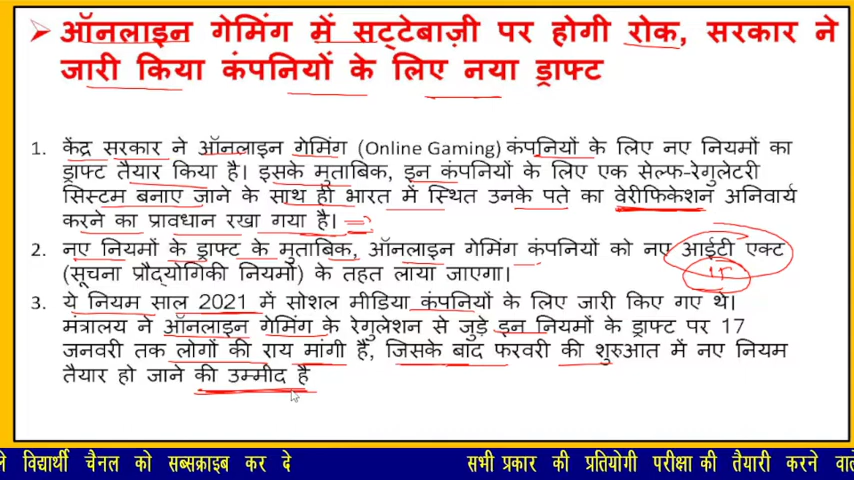 ➤ ऑनलाइन गेमिंग में सट्टेबाज़ी पर होगी रोक, सरकार ने
जारी किया कंपनियों के लिए नया ड्राफ्ट
1. केंद्र सरकार ने ऑनलाइन गेमिंग (Online Gaming) कंपनियों के लिए नए नियमों का
ड्राफ्ट तैयार किया है। इसके मुताबिक, इन कंपनियों के लिए एक सेल्फ-रेगुलेटरी
सिस्टम बनाए जाने के साथ ही भारत में स्थित उनके पते का वेरीफिकेशन अनिवार्य
करने का प्रावधान रखा गया है।
2. नए नियमों के ड्राफ्ट के मुताबिक, ऑनलाइन गेमिंग कंपनियों को नए आईटी एक्ट
(सूचना प्रौद्योगिकी नियमों) के तहत लाया जाएगा।
3. ये नियम साल 2021 में सोशल मीडिया कंपनियों के लिए जारी किए गए थे।
मंत्रालय ने ऑनलाइन गेमिंग के रेगुलेशन से जुड़े इन नियमों के ड्राफ्ट पर 17
जनवरी तक लोगों की राय मांगी है, जिसके बाद फरवरी की शुरुआत में नए नियम
तैयार हो जाने की उम्मीद है
विद्यार्थी चैनल को सब्सक्राइब कर दे सभी प्रकार की प्रतियोगी परीक्षा की तैयारी करने